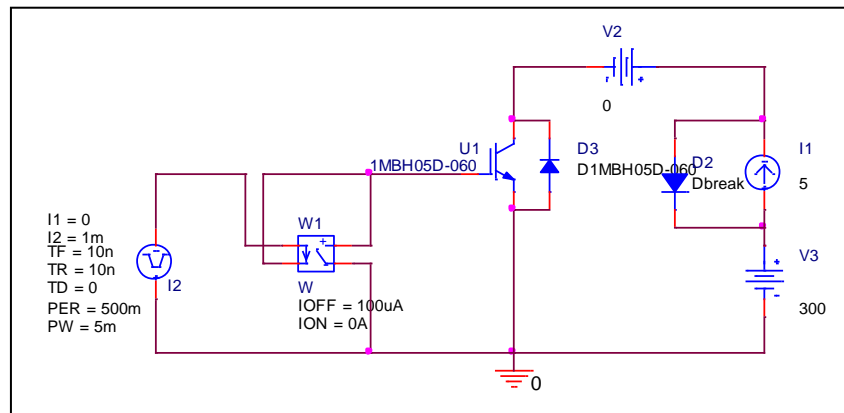 V2
0
U1
1MBH05D-060
D3
D1MBH05D-060
D2
Dbreak
I1
5
W1
W
IOFF = 100uA
ION = 0A
I1 = 0
I2 = 1m
TF = 10n
TR = 10n
TD = 0
PER = 500m
PW = 5m
I2
V3
300
0